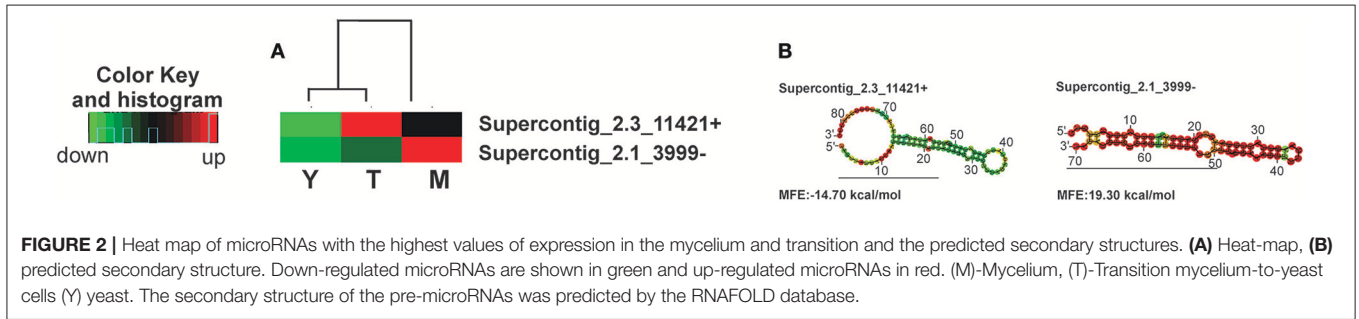 A
B
Color Key
and histogram
down
up
Supercontig_2.3_11421+
Supercontig_2.1_3999-
Y T M
Supercontig_2.3_11421+
80
70
3'
5'
10
60
20
50
30
40
MFE:-14.70 kcal/mol
Supercontig_2.1_3999-
5'
3'
10
20
30
70
60
50
40
MFE:19.30 kcal/mol
FIGURE 2 | Heat map of microRNAs with the highest values of expression in the mycelium and transition and the predicted secondary structures. (A) Heat-map, (B)
predicted secondary structure. Down-regulated microRNAs are shown in green and up-regulated microRNAs in red. (M)-Mycelium, (T)-Transition mycelium-to-yeast
cells (Y) yeast. The secondary structure of the pre-microRNAs was predicted by the RNAFOLD database.